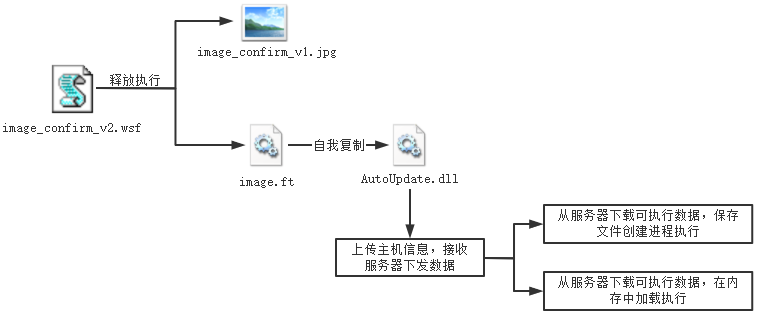 image_confirm_v1.jpg
释放执行
image_confirm_v2.wsf
自我复制
image.ft
AutoUpdate.dll
从服务器下载可执行数据，保存
文件创建进程执行
上传主机信息，接收
服务器下发数据
从服务器下载可执行数据，在内
存中加载执行